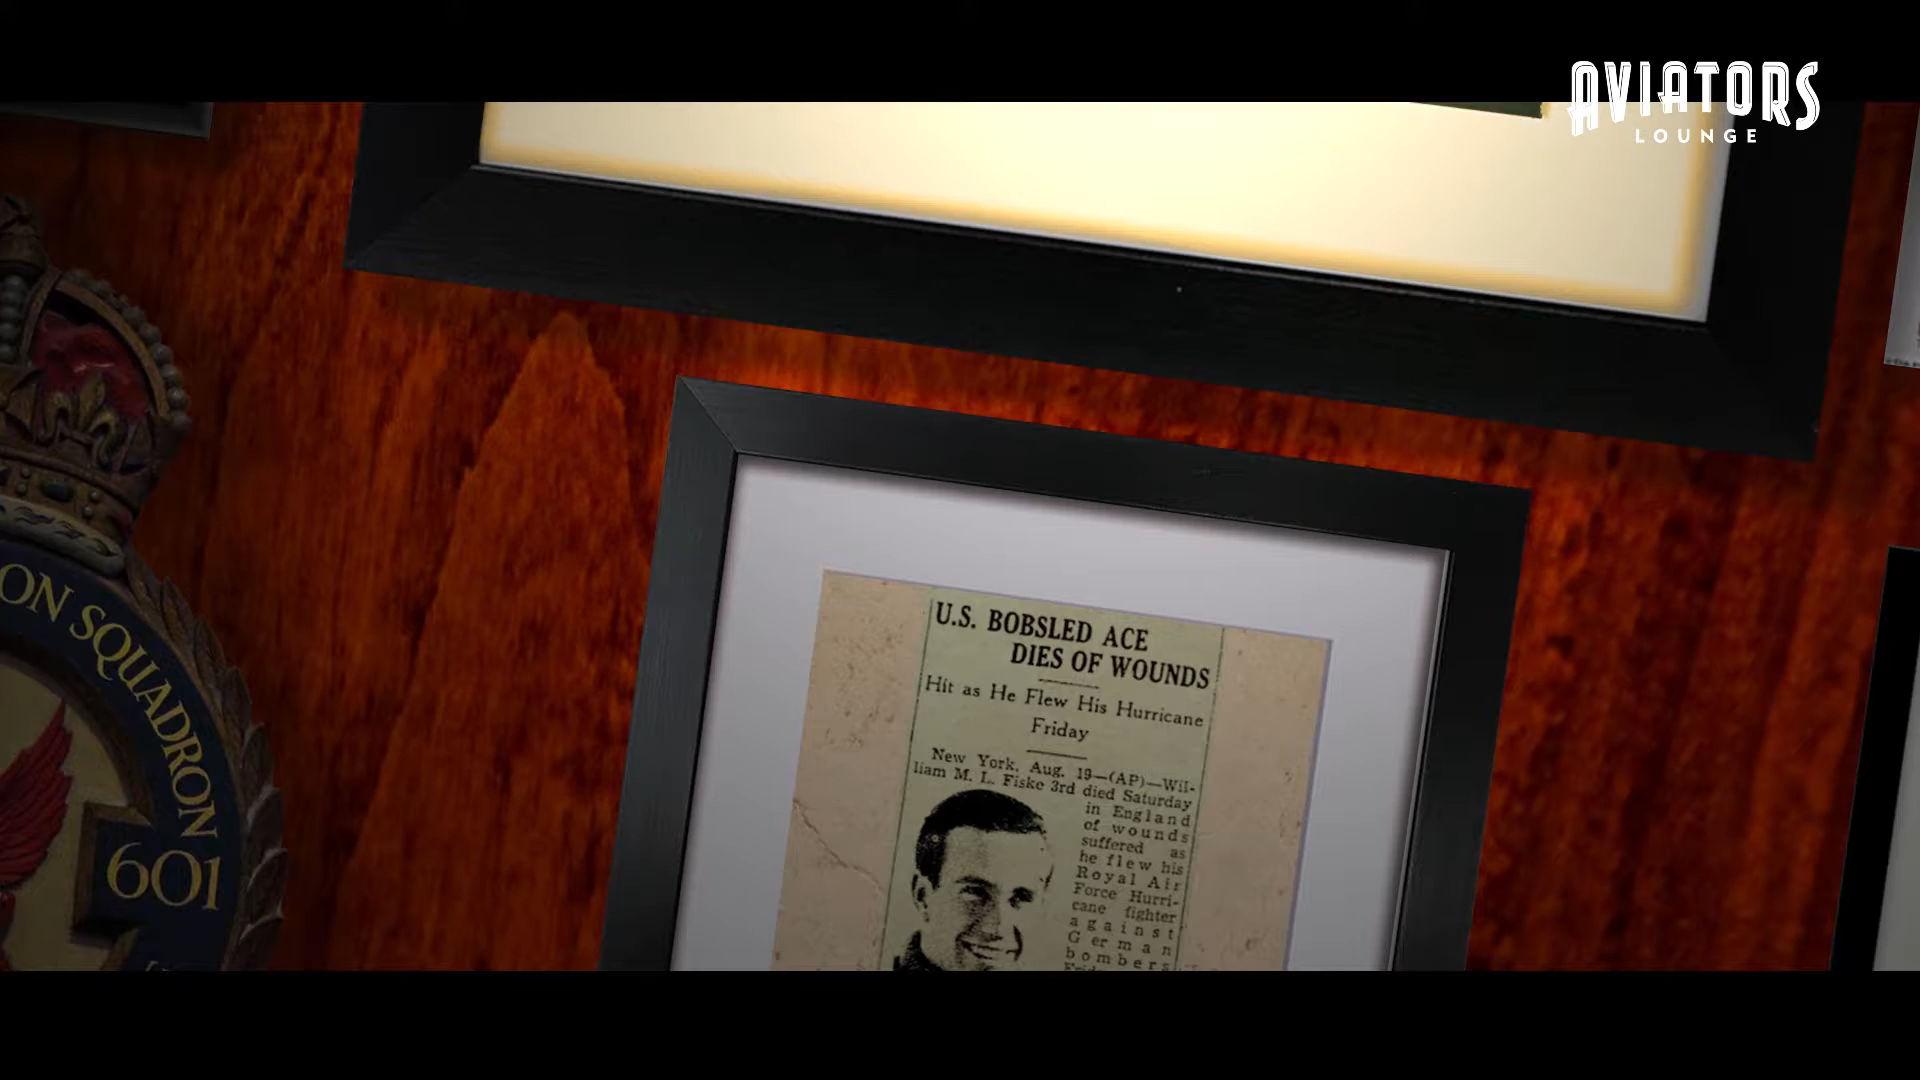 AVIATORS
LOUNGE
ON SQUADRON
601
U.S. BOBSLED ACE
DIES OF WOUNDS
Hit as He Flew His Hurricane
Friday
New York, Aug. 19—(AP)—Wil-
liam M. L. Fiske 3rd died Saturday
in England
of wounds
suffered as
he flew his
Royal Air
Force Hurri-
cane fighter
against
German
bombers